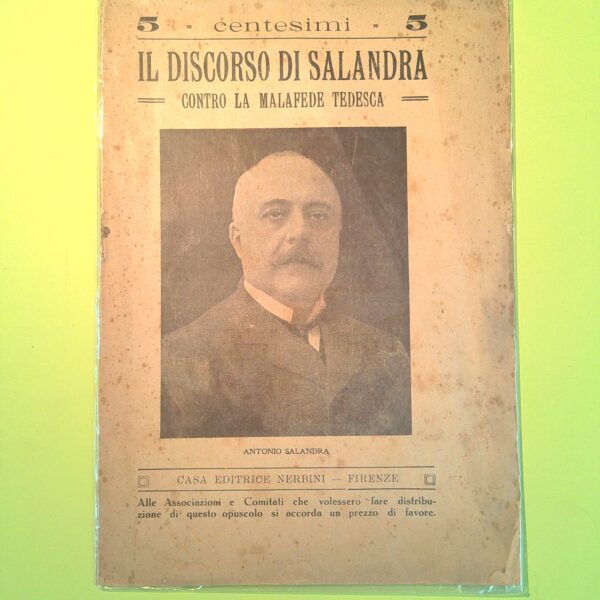 5 - centesimi - 5
IL DISCORSO DI SALANDRA
CONTRO LA MALAFEDE TEDESCA
ANTONIO SALANDRA
CASA EDITRICE NERBINI — FIRENZE
Alle Associazioni e Comitati che volessero fare distribu-
zione di questo opuscolo si accorda un prezzo di favore.